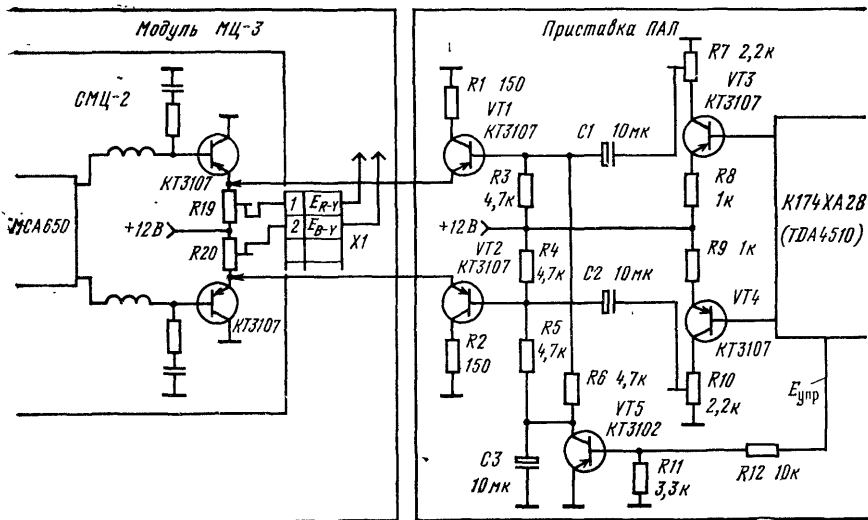 Модуль МЦ-3
СМЦ-2
КТ3107
R19
+12В
R20
МСА650
КТ3107
1 E R-Y
2 E B-Y
X1
Приставка ПАЛ
R1 150
VT1
КТ3107
C1 10мк
R7 2,2к
VT3
КТ3107
R3
4,7к
R8
1к
К174ХА28
(TDA4510)
+12В
VT2
КТ3107
R4
4,7к
C2 10мк
R9 1к
VT4
КТ3107
R2
150
R5
4,7к
R6 4,7к
R10
2,2к
Eупр
VT5
КТ3102
C3
10мк
R11
3,3к
R12 10к